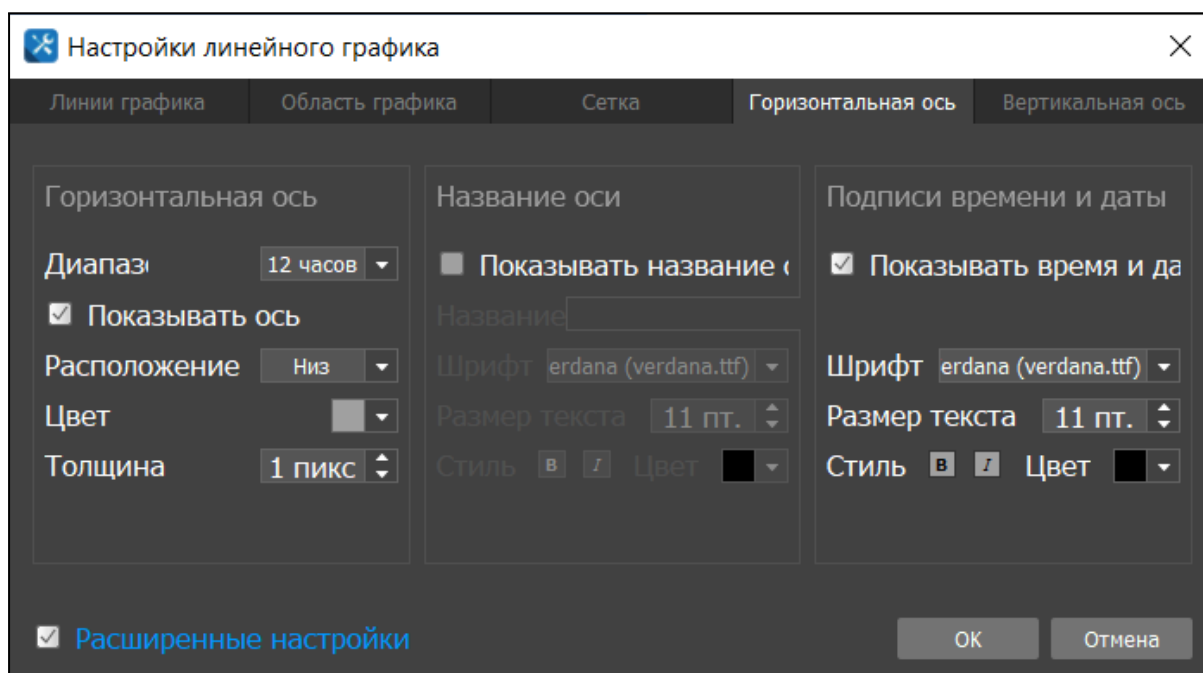 Настройки линейного графика
Линии графика
Область графика
Сетка
Горизонтальная ось
Вертикальная ось
Горизонтальная ось
Диапазо
12 часов
Показывать ось
Расположение
Низ
Цвет
Толщина
1 пикс
Название оси
Показывать название о
Название
Шрифт
erdana (verdana.ttf)
Размер текста
11 пт.
Стиль
B
I
Цвет
Подписи времени и даты
Показывать время и да
Шрифт
erdana (verdana.ttf)
Размер текста
11 пт.
Стиль
B
I
Цвет
Расширенные настройки
ОК
Отмена